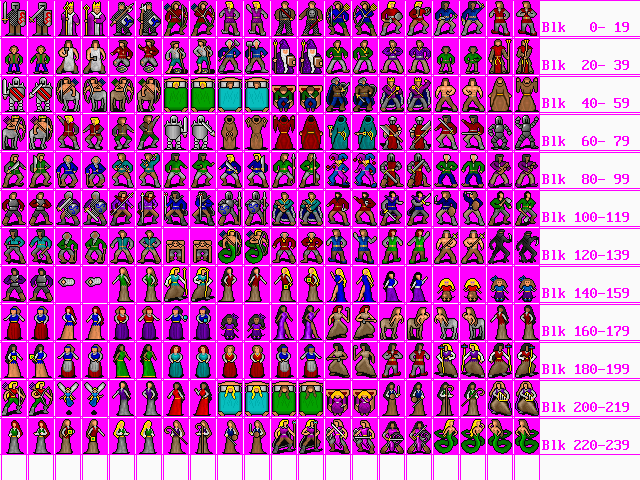 Blk 0- 19
Blk 20- 39
Blk 40- 59
Blk 60- 79
Blk 80- 99
Blk 100-119
Blk 120-139
Blk 140-159
Blk 160-179
Blk 180-199
Blk 200-219
Blk 220-239